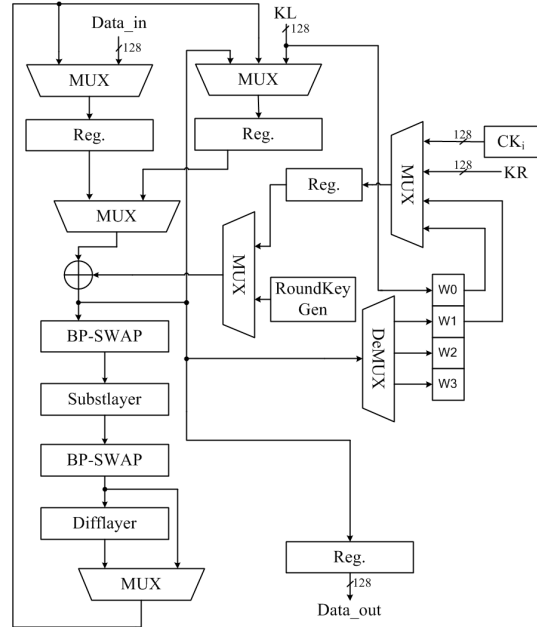 Data_in
128
KL
128
MUX
MUX
Reg.
Reg.
128
CKi
128
KR
MUX
Reg.
MUX
MUX
RoundKey
Gen
W0
W1
W2
W3
DeMUX
BP-SWAP
Substlayer
BP-SWAP
Difflayer
MUX
Reg.
128
Data_out